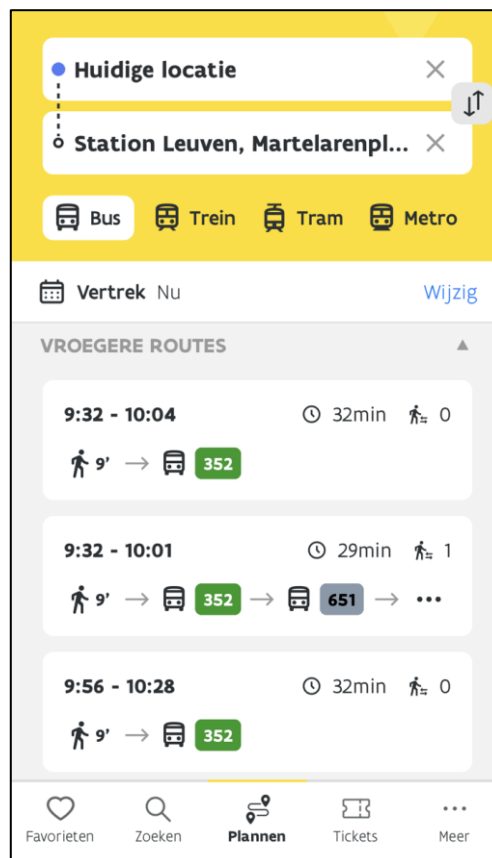 Huidige locatie
Station Leuven, Martelarenpl...
Bus Trein Tram Metro
Vertrek Nu Wijzig
VROEGERE ROUTES
9:32 - 10:04 32min 0
9' → 352
9:32 - 10:01 29min 1
9' → 352 → 651 → ...
9:56 - 10:28 32min 0
9' → 352
Favorieten Zoeken Plannen Tickets Meer